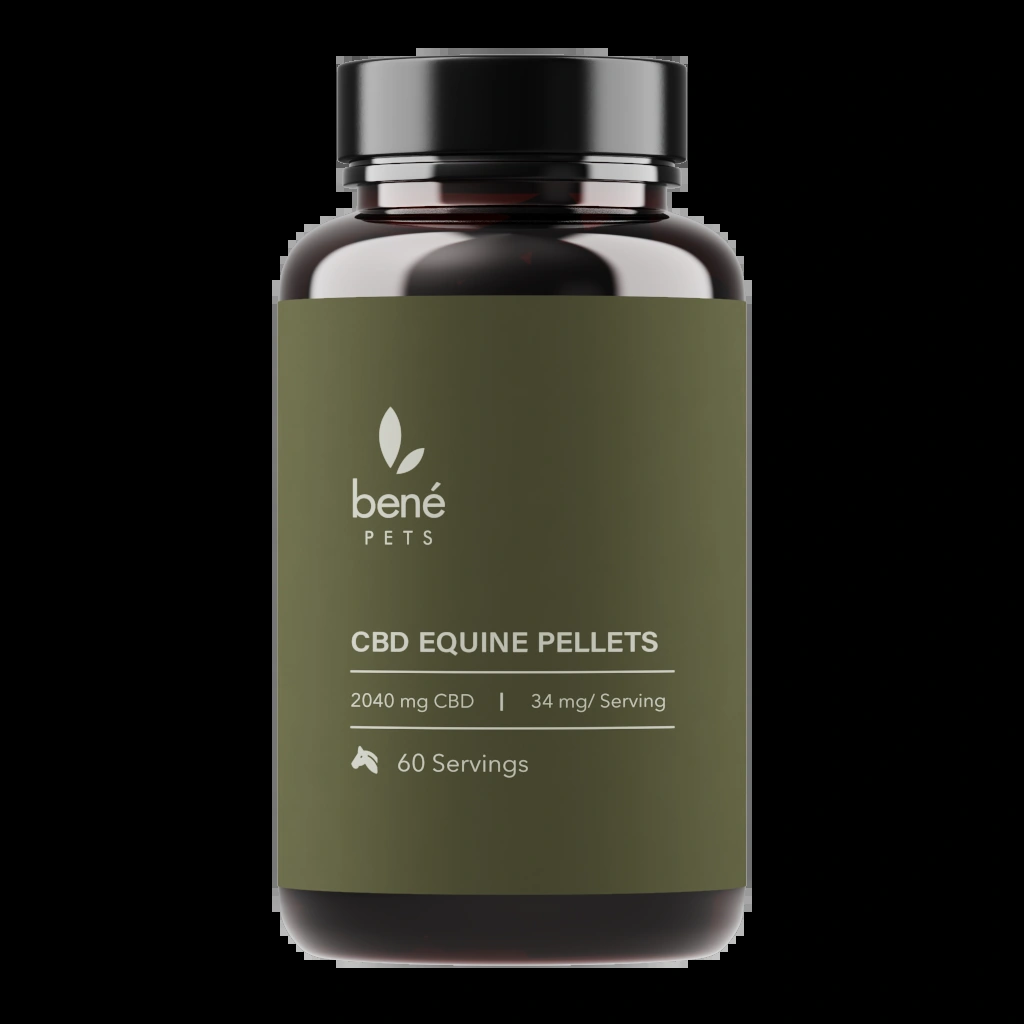 bené
PETS
CBD EQUINE PELLETS
2040 mg CBD | 34 mg/ Serving
60 Servings